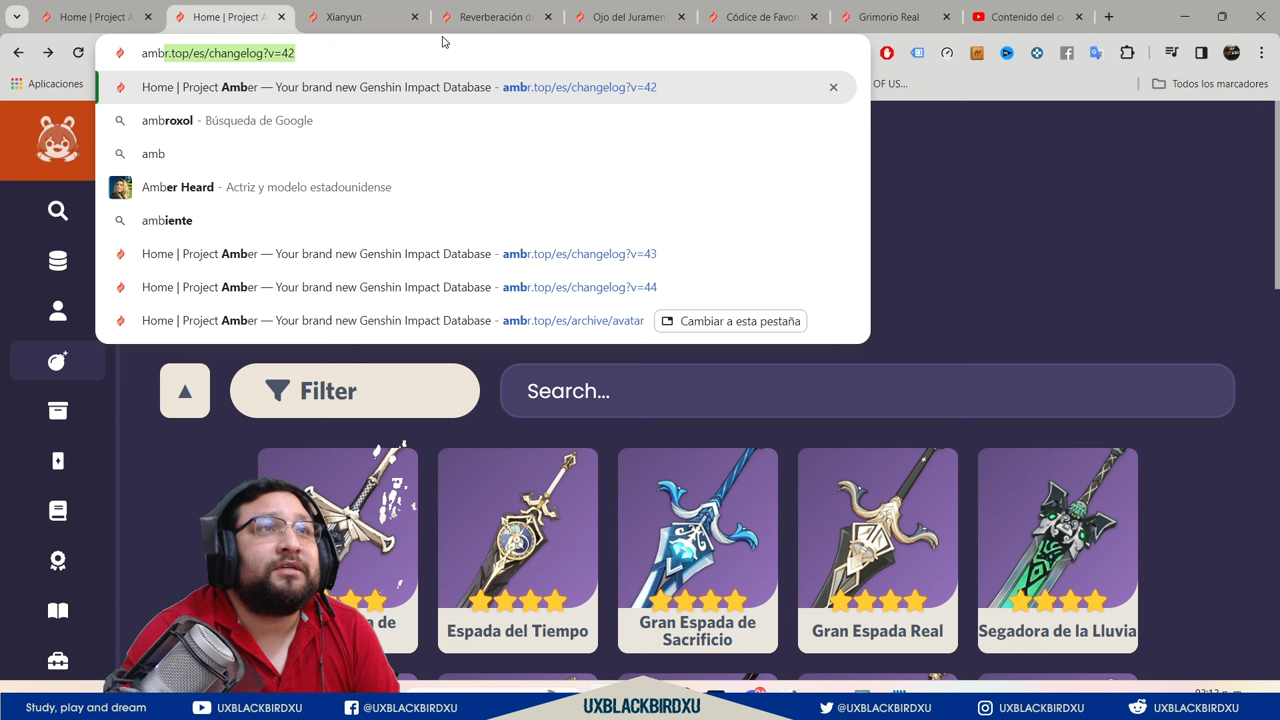 Home | Project A
Home | Project A
Xianyun
Reverberación de
Ojo del Jurament
Códice de Favon
Grimorio Real
Contenido del ca
ambr.top/es/changelog?v=42
Aplicaciones
OF US...
Todos los marcadores
Home | Project Amber — Your brand new Genshin Impact Database - ambr.top/es/changelog?v=42
ambroxol - Búsqueda de Google
amb
Amber Heard - Actriz y modelo estadounidense
ambiente
Home | Project Amber — Your brand new Genshin Impact Database - ambr.top/es/changelog?v=43
Home | Project Amber — Your brand new Genshin Impact Database - ambr.top/es/changelog?v=44
Home | Project Amber — Your brand new Genshin Impact Database - ambr.top/es/archive/avatar
Cambiar a esta pestaña
Filter
Search...
de
Espada del Tiempo
Gran Espada de
Sacrificio
Gran Espada Real
Segadora de la Lluvia
Study, play and dream
UXBLACKBIRDXU
@UXBLACKBIRDXU
UXBLACKBIRDXU
@UXBLACKBIRDXU
UXBLACKBIRDXU
UXBLACKBIRDXU